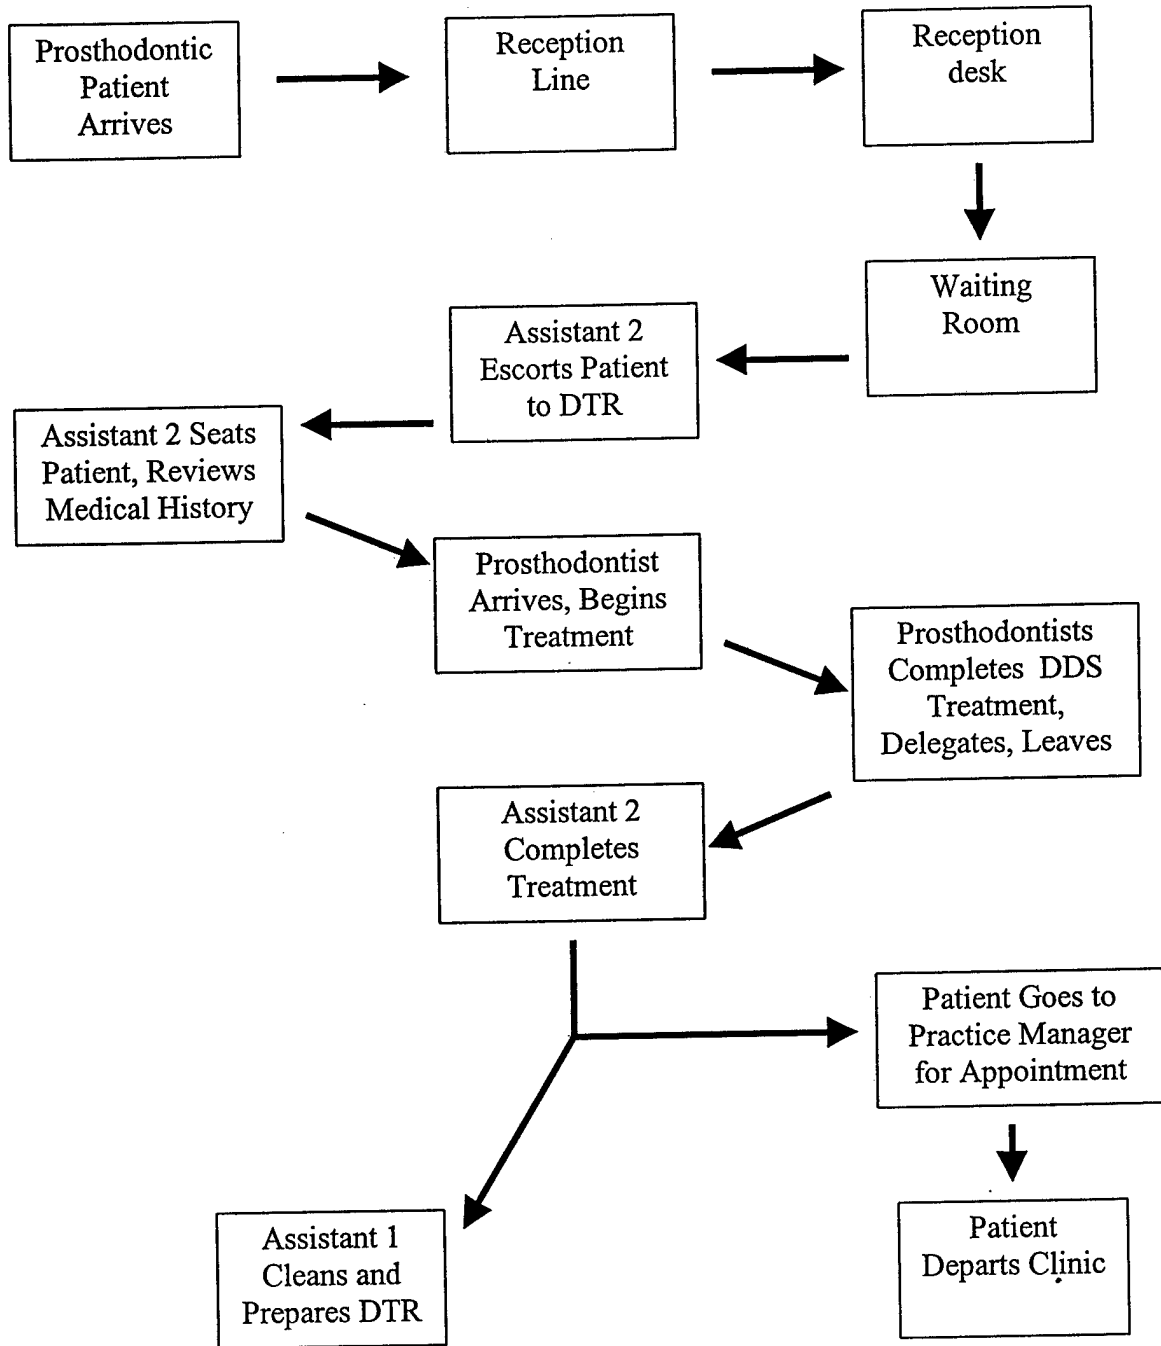 Prosthodontic
Patient
Arrives
Reception
Line
Reception
desk
Waiting
Room
Assistant 2
Escorts Patient
to DTR
Assistant 2 Seats
Patient, Reviews
Medical History
Prosthodontist
Arrives, Begins
Treatment
Prosthodontists
Completes DDS
Treatment,
Delegates, Leaves
Assistant 2
Completes
Treatment
Patient Goes to
Practice Manager
for Appointment
Assistant 1
Cleans and
Prepares DTR
Patient
Departs Clinic